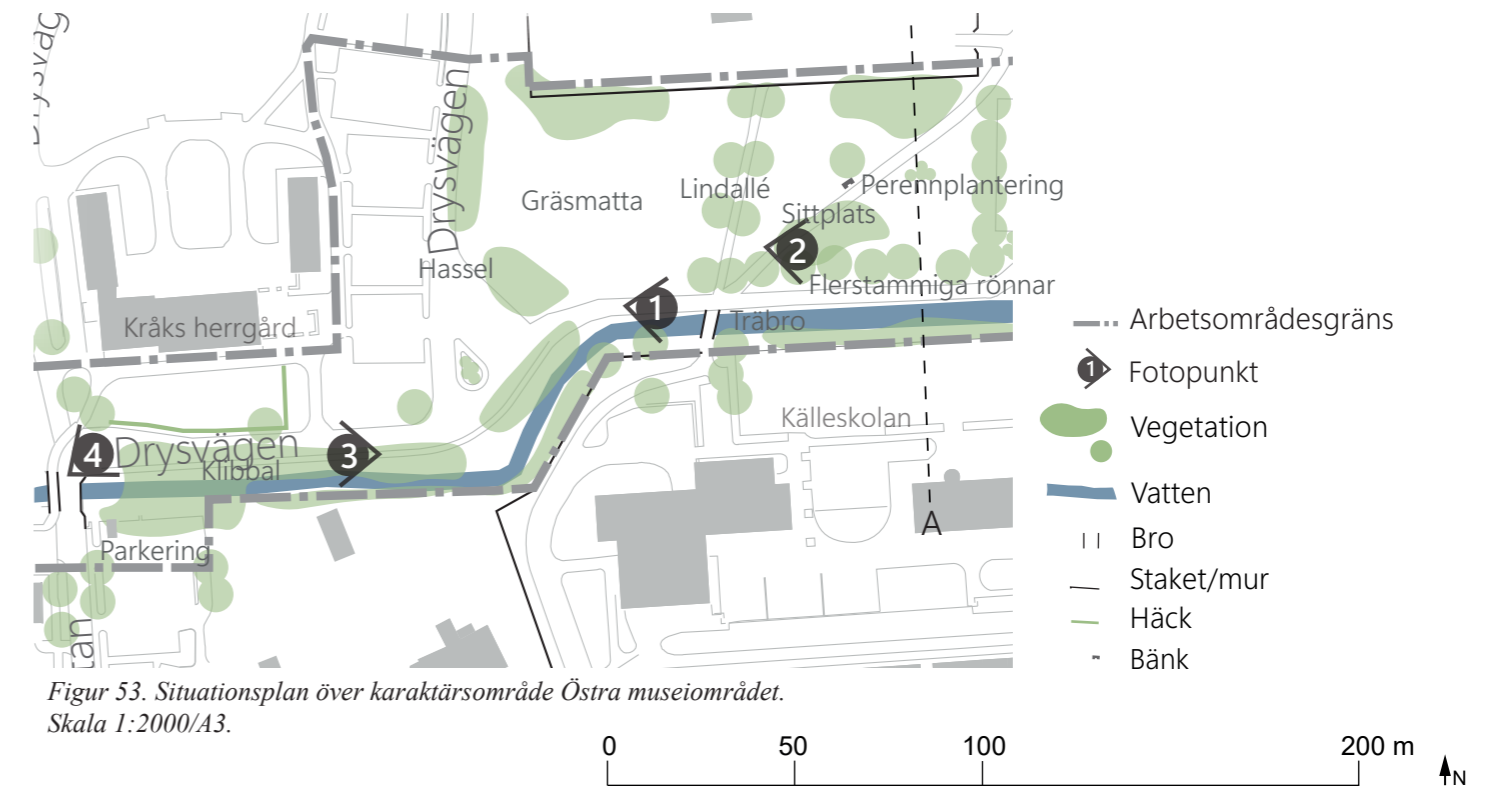 Drysväg
Drysvägen
Gräsmatta
Lindallé
Perennplantering
Sittplats
2
Hassel
Flerstammiga rönnar
1
Träbro
Kråks herrgård
Källeskolan
4
Drysvägen
3
Klibbal
A
Parkering
tan
Arbetsområdesgräns
1
Fotopunkt
Vegetation
Vatten
Bro
Staket/mur
Häck
Bänk
Figur 53. Situationsplan över karaktärsområde Östra museiområdet.
Skala 1:2000/A3.
0 50 100 200 m
N